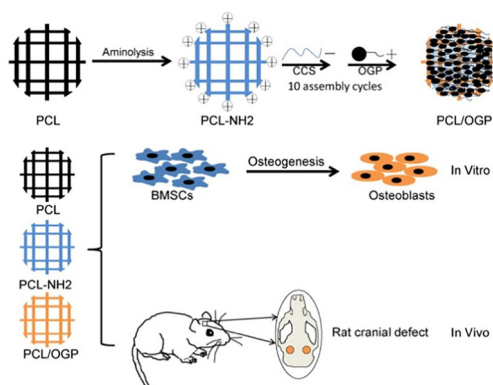 Aminolysis
CCS
OGP
10 assembly cycles
PCL
PCL-NH2
PCL/OGP
PCL
BMSCs
Osteogenesis
Osteoblasts
In Vitro
PCL-NH2
PCL/OGP
Rat cranial defect
In Vivo